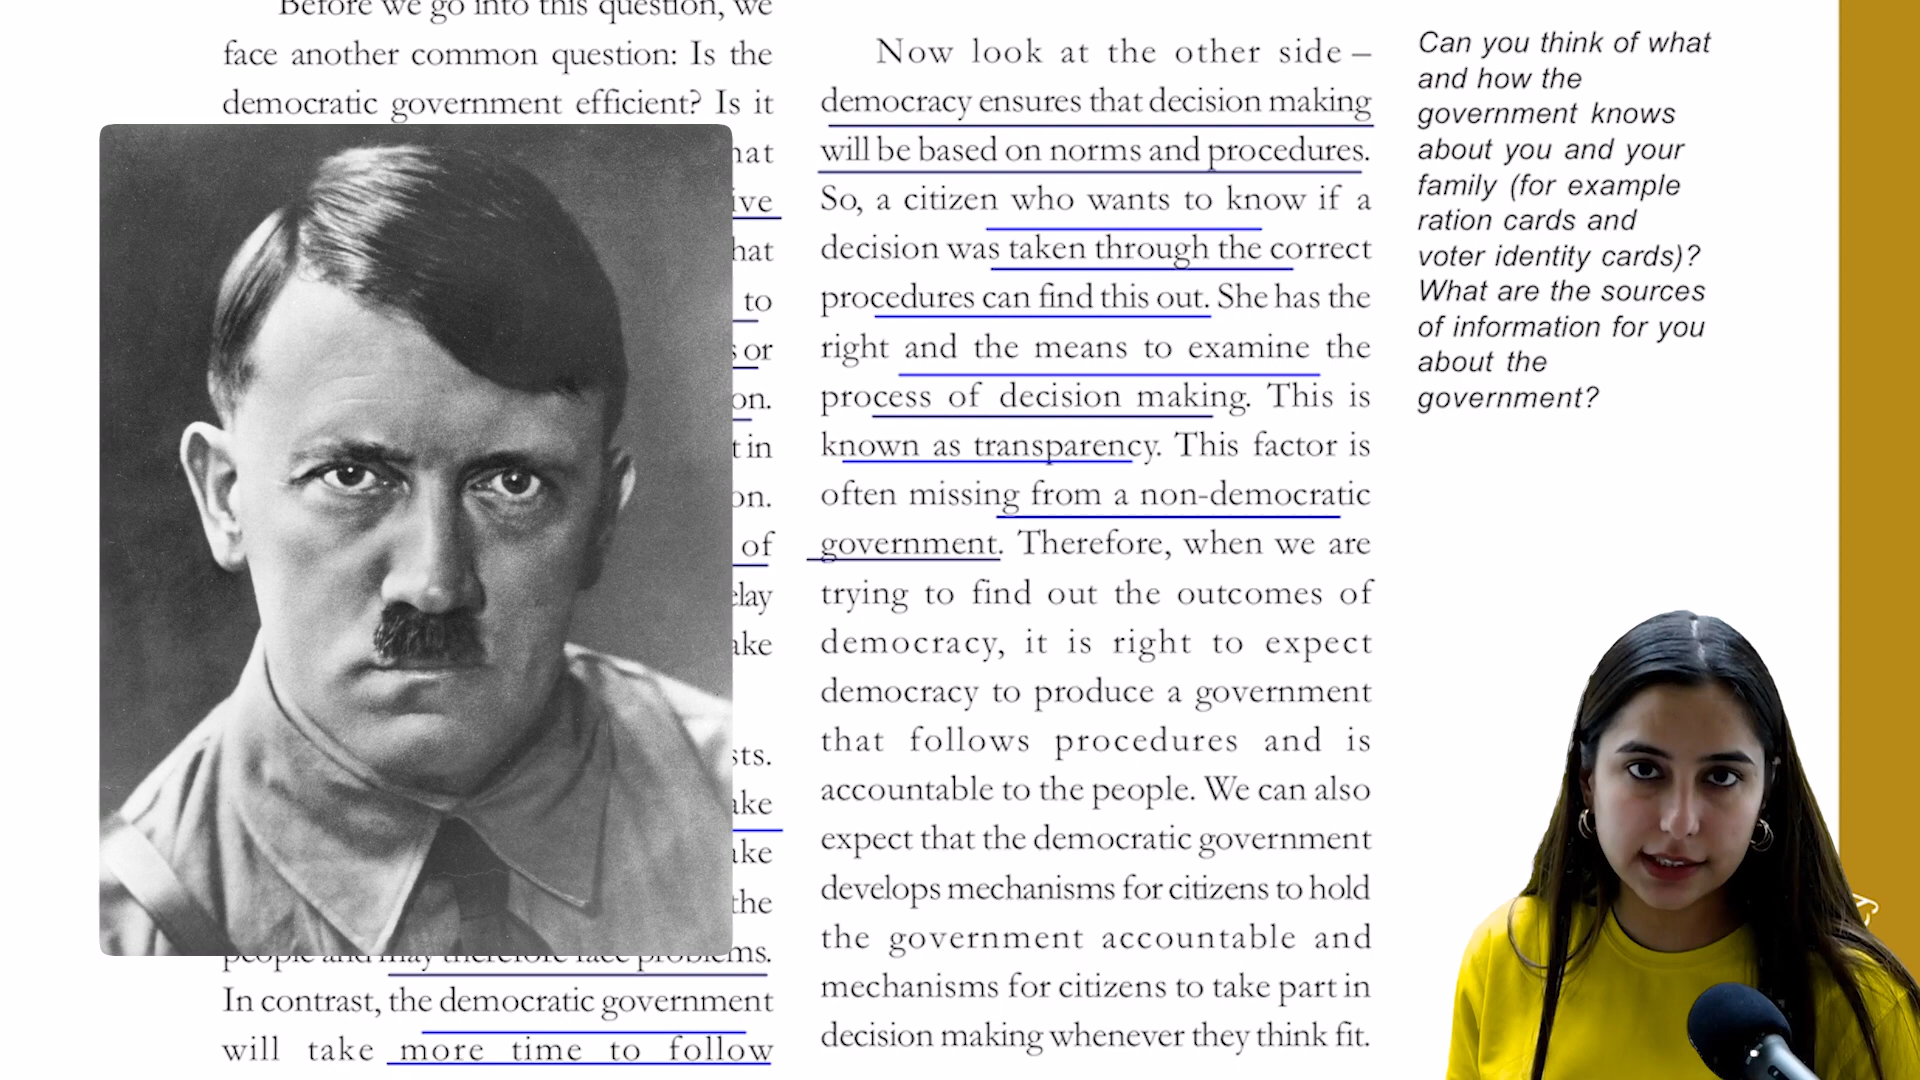 Before we go into this question, we
face another common question: Is the
democratic government efficient? Is it
to
or
on.
in
on.
of
the
people and may therefore face problems.
In contrast, the democratic government
will take more time to follow
Now look at the other side –
democracy ensures that decision making
will be based on norms and procedures.
So, a citizen who wants to know if a
decision was taken through the correct
procedures can find this out. She has the
right and the means to examine the
process of decision making. This is
known as transparency. This factor is
often missing from a non-democratic
government. Therefore, when we are
trying to find out the outcomes of
democracy, it is right to expect
democracy to produce a government
that follows procedures and is
accountable to the people. We can also
expect that the democratic government
develops mechanisms for citizens to hold
the government accountable and
mechanisms for citizens to take part in
decision making whenever they think fit.
Can you think of what
and how the
government knows
about you and your
family (for example
ration cards and
voter identity cards)?
What are the sources
of information for you
about the
government?